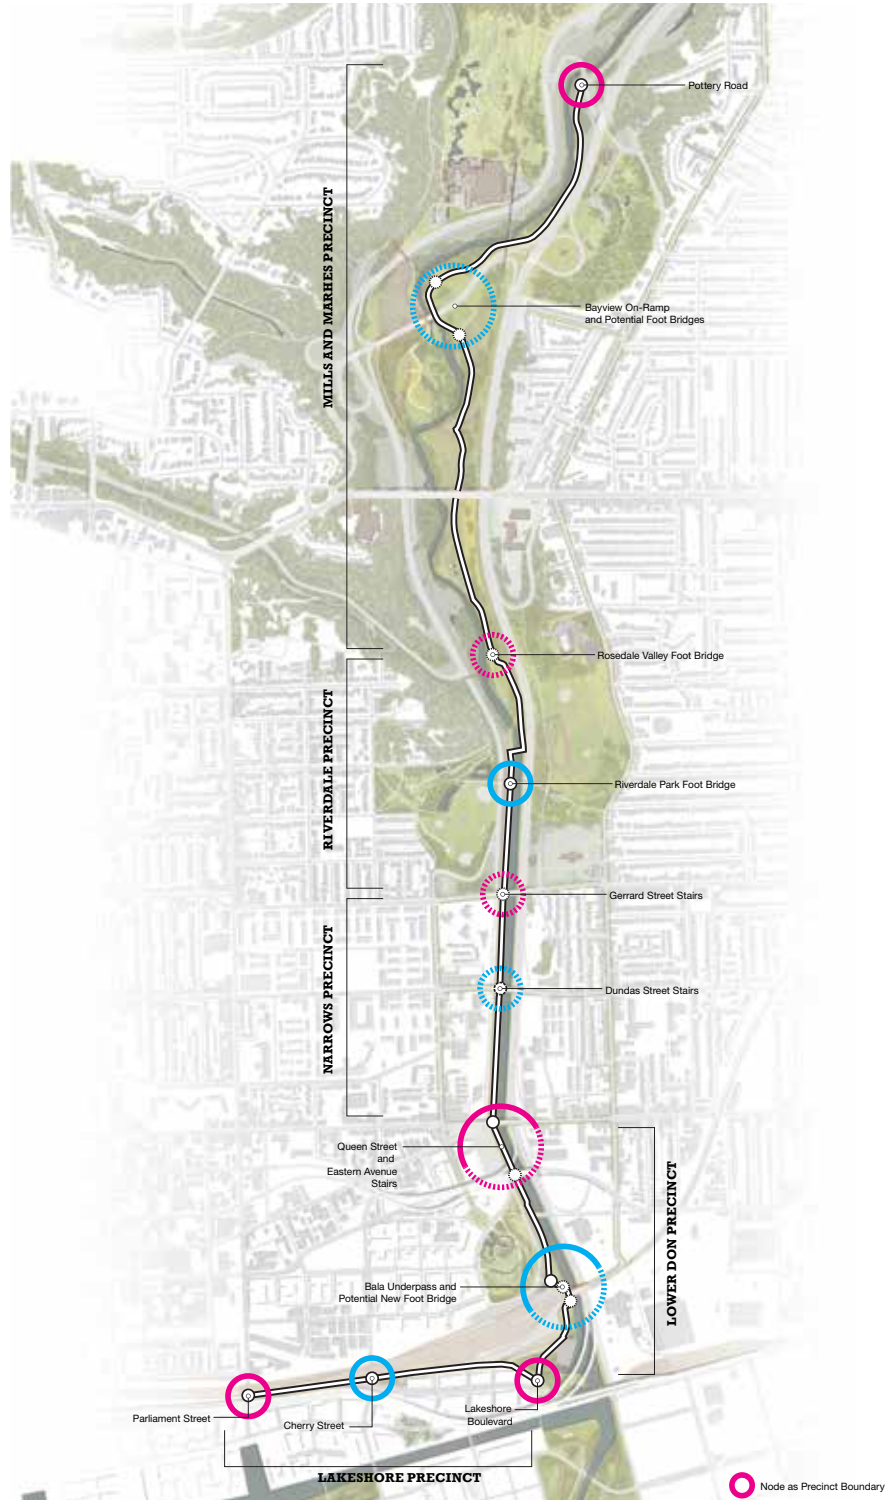 Pottery Road
MILLS AND MARHES PRECINCT
Bayview On-Ramp
and Potential Foot Bridges
Rosedale Valley Foot Bridge
RIVERDALE PRECINCT
Riverdale Park Foot Bridge
Gerrard Street Stairs
NARROWS PRECINCT
Dundas Street Stairs
Queen Street
and
Eastern Avenue
Stairs
LOWER DON PRECINCT
Bala Underpass and
Potential New Foot Bridge
Parliament Street
Cherry Street
Lakeshore
Boulevard
LAKESHORE PRECINCT
Node as Precinct Boundary